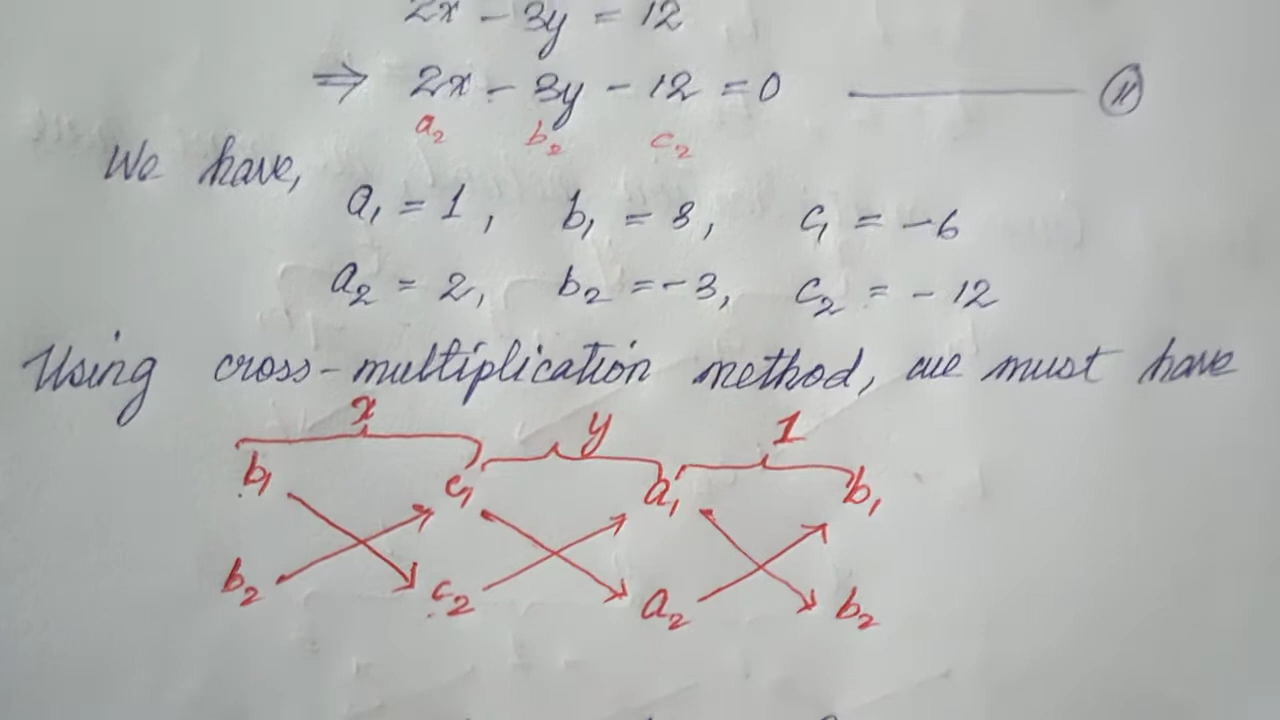 2x - 3y = 12
⇒ 2x - 3y - 12 = 0 ——— (ii)
a₂ b₂ c₂
We have,
a₁ = 1, b₁ = 3, c₁ = -6
a₂ = 2, b₂ = -3, c₂ = -12
Using cross-multiplication method, we must have
x y 1
b₁ c₁ a₁ b₁
b₂ c₂ a₂ b₂